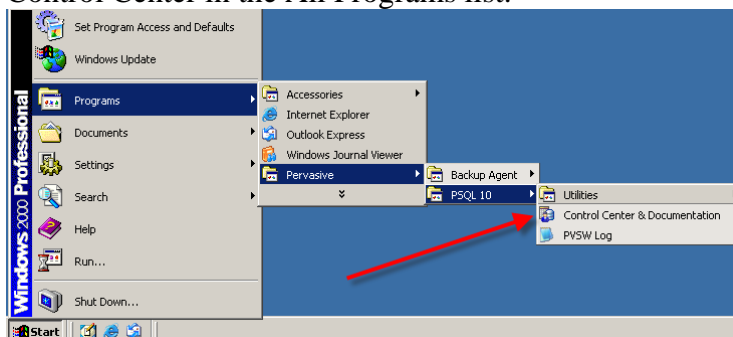 Control Center in the All Programs list.
Set Program Access and Defaults
Windows Update
Programs
Documents
Settings
Search
Help
Run...
Shut Down...
Windows 2000 Professional
Accessories
Internet Explorer
Outlook Express
Windows Journal Viewer
Pervasive
Backup Agent
PSQL 10
Utilities
Control Center & Documentation
PVSW Log
Start